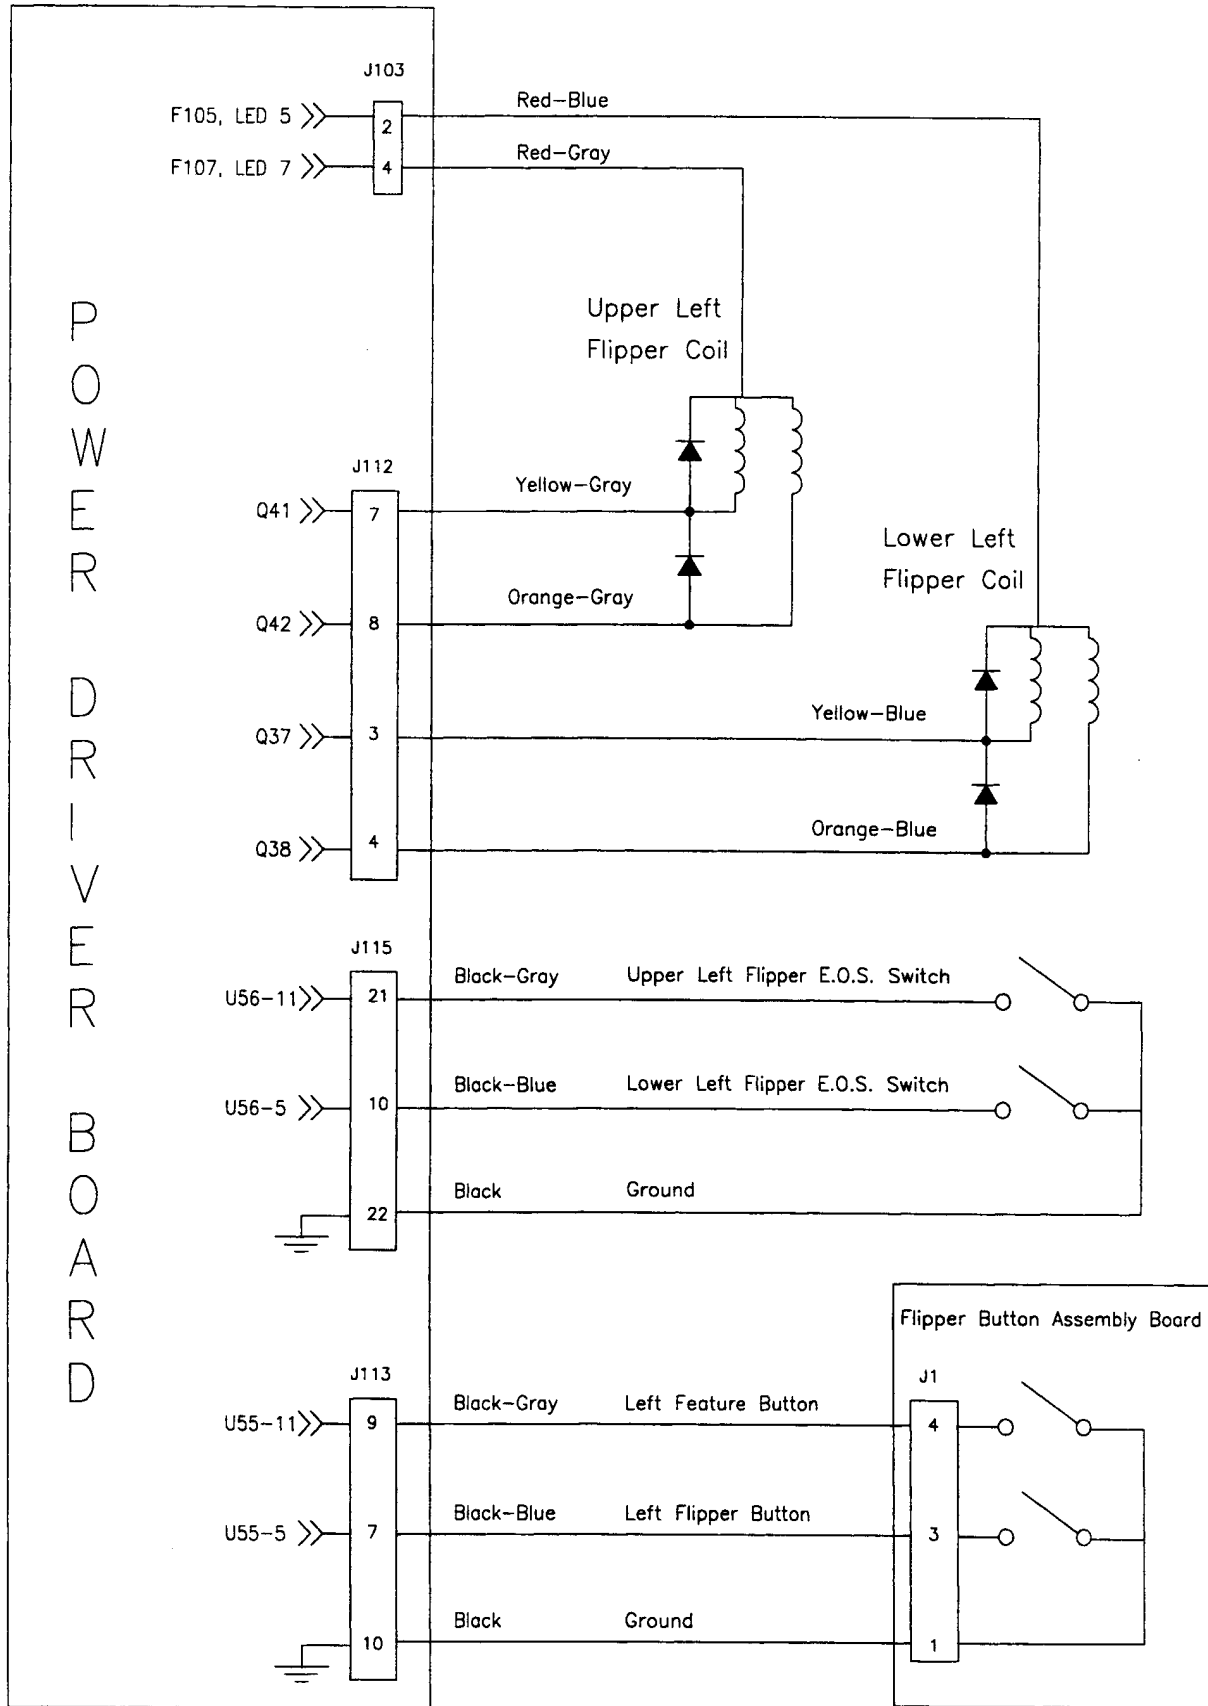 POWER DRIVER BOARD
J103
F105, LED 5
2
Red-Blue
F107, LED 7
4
Red-Gray
Upper Left
Flipper Coil
J112
Q41
7
Yellow-Gray
Q42
8
Orange-Gray
Lower Left
Flipper Coil
Q37
3
Yellow-Blue
Q38
4
Orange-Blue
J115
U56-11
21
Black-Gray
Upper Left Flipper E.O.S. Switch
U56-5
10
Black-Blue
Lower Left Flipper E.O.S. Switch
22
Black
Ground
Flipper Button Assembly Board
J113
J1
U55-11
9
Black-Gray
Left Feature Button
4
U55-5
7
Black-Blue
Left Flipper Button
3
10
Black
Ground
1